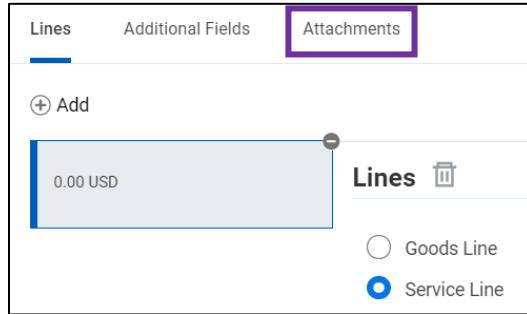 Lines Additional Fields Attachments
Add
0.00 USD
Lines
Goods Line
Service Line